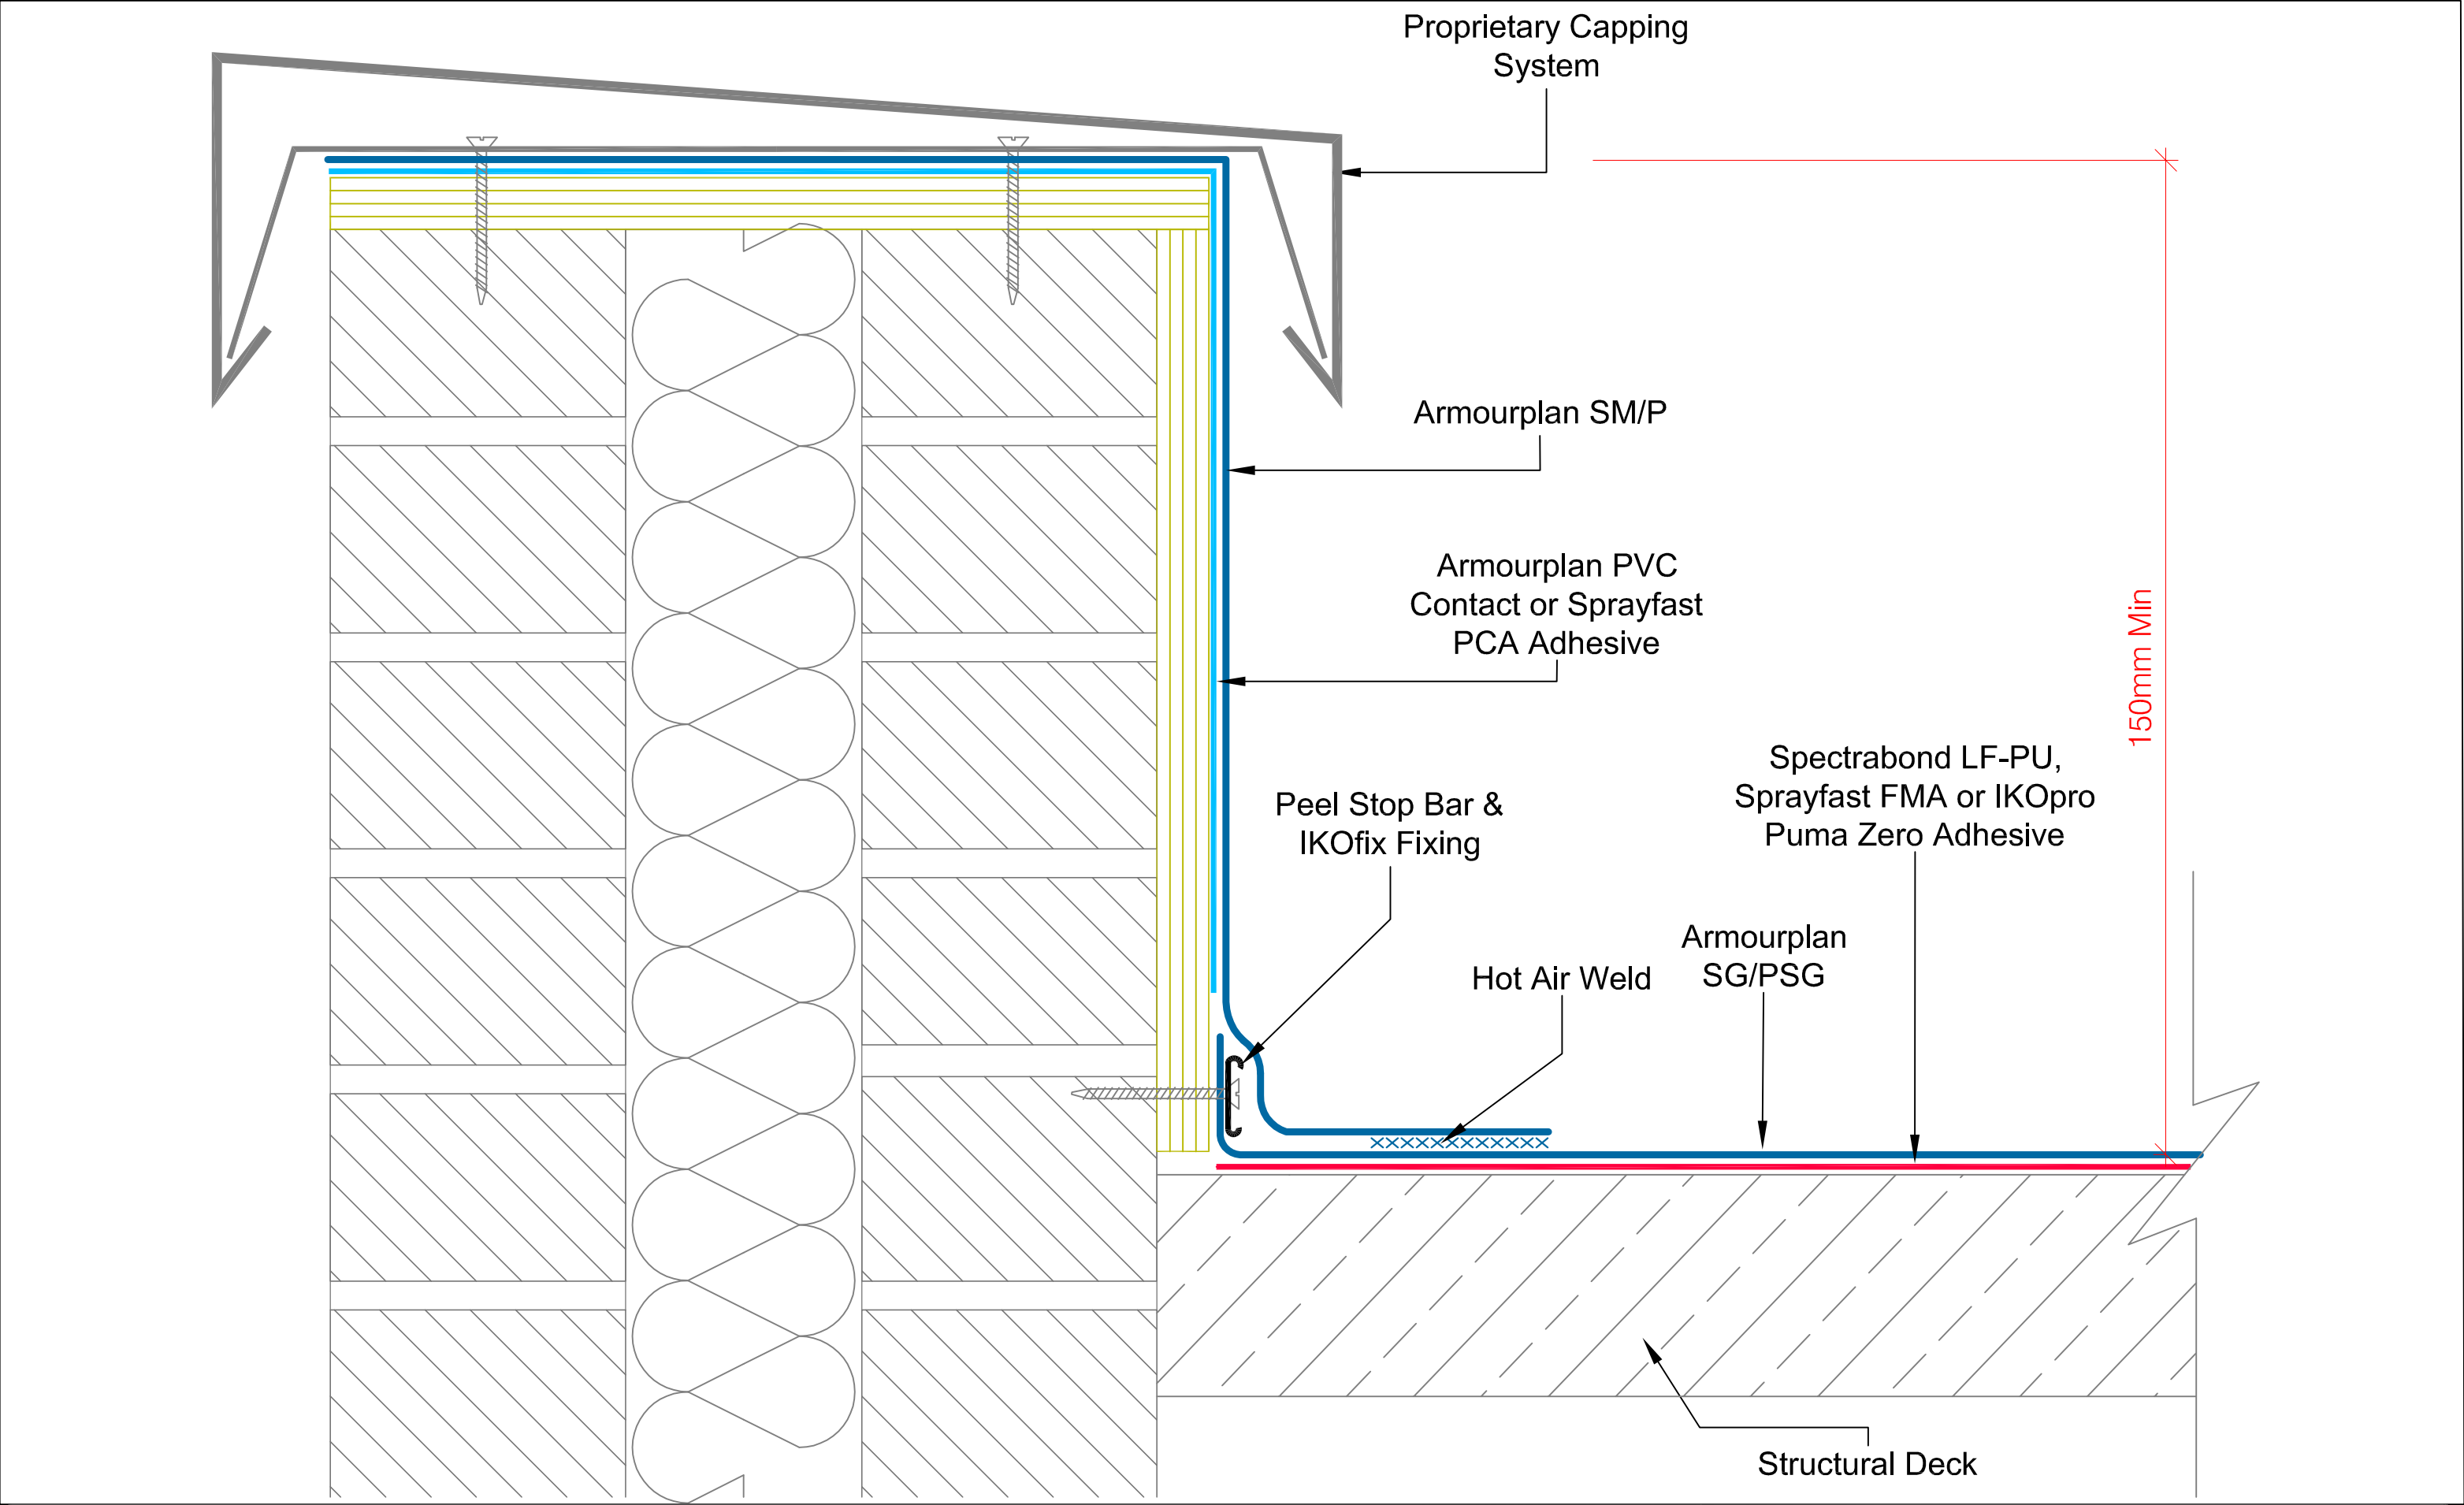 Proprietary Capping
System
Armourplan SM/P
Armourplan PVC
Contact or Sprayfast
PCA Adhesive
150mm Min
Spectrabond LF-PU,
Sprayfast FMA or IKOpro
Puma Zero Adhesive
Peel Stop Bar &
IKOfix Fixing
Armourplan
SG/PSG
Hot Air Weld
Structural Deck